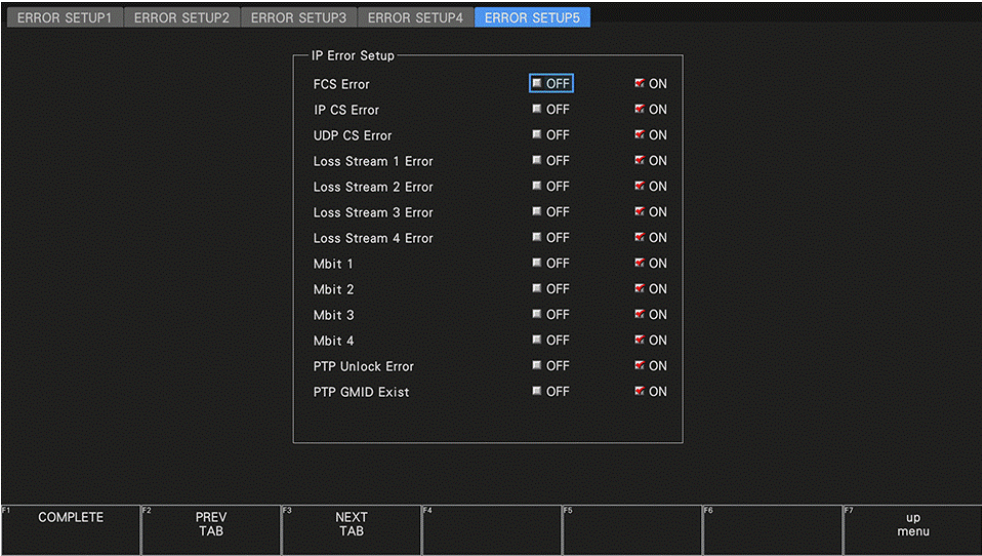 ERROR SETUP1 ERROR SETUP2 ERROR SETUP3 ERROR SETUP4 ERROR SETUP5
IP Error Setup
FCS Error OFF ON
IP CS Error OFF ON
UDP CS Error OFF ON
Loss Stream 1 Error OFF ON
Loss Stream 2 Error OFF ON
Loss Stream 3 Error OFF ON
Loss Stream 4 Error OFF ON
Mbit 1 OFF ON
Mbit 2 OFF ON
Mbit 3 OFF ON
Mbit 4 OFF ON
PTP Unlock Error OFF ON
PTP GMID Exist OFF ON
F1 COMPLETE F2 PREV F3 NEXT F4 F5 F6 F7 up
TAB TAB menu